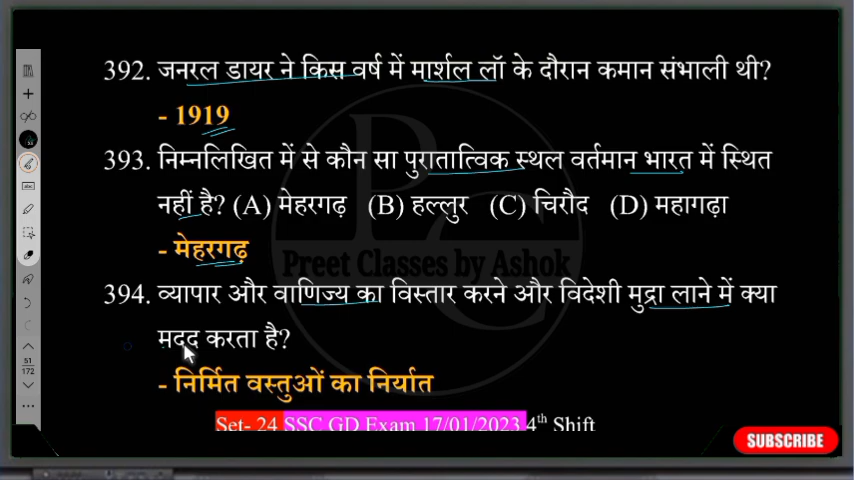 392. जनरल डायर ने किस वर्ष में मार्शल लॉ के दौरान कमान संभाली थी?
- 1919
393. निम्नलिखित में से कौन सा पुरातात्विक स्थल वर्तमान भारत में स्थित
नहीं है? (A) मेहरगढ़ (B) हल्लुर (C) चिरौद (D) महागढ़ा
- मेहरगढ़
Preet Classes by Ashok
394. व्यापार और वाणिज्य का विस्तार करने और विदेशी मुद्रा लाने में क्या
मदद करता है?
- निर्मित वस्तुओं का निर्यात
Set- 24 SSC GD Exam 17/01/2023 4th Shift
SUBSCRIBE
51
172